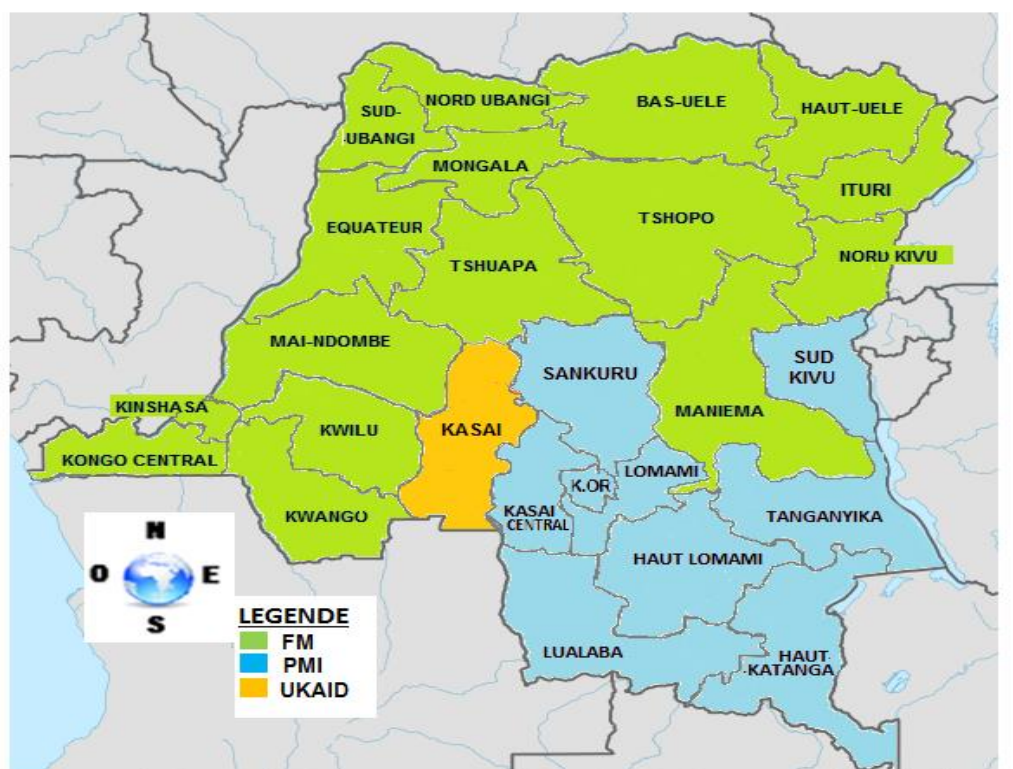 NORD UBANGI
BAS-UELE
HAUT-UELE
SUD-
UBANGI
MONGALA
ITURI
EQUATEUR
TSHOPO
NORD KIVU
TSHUAPA
MAI-NDOMBE
SANKURU
SUD
KIVU
KINSHASA
KWILU
KASAI
MANIEMA
KONGO CENTRAL
LOMAMI
K.OR
KASAI
CENTRAL
KWANGO
TANGANYIKA
HAUT LOMAMI
LUALABA
HAUT-
KATANGA
N
O
E
S
LEGENDE
FM
PMI
UKAID